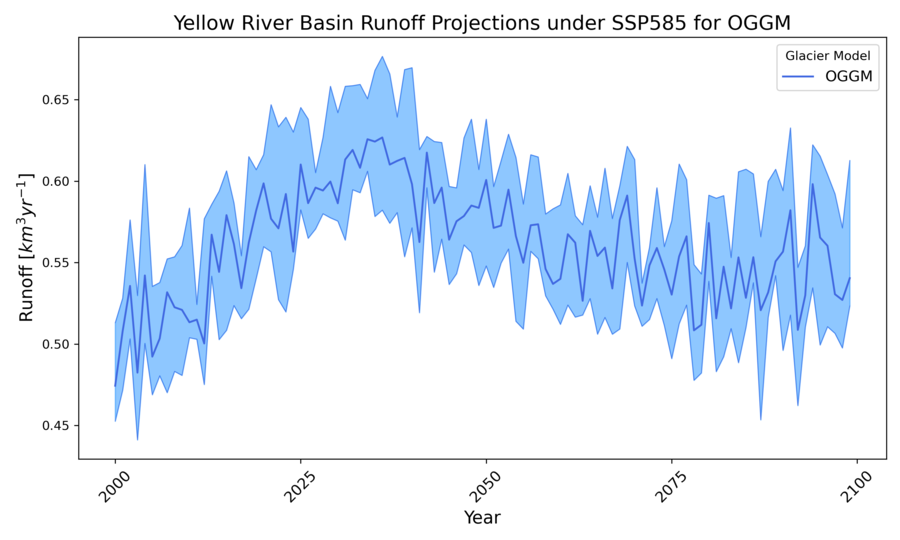 Yellow River Basin Runoff Projections under SSP585 for OGGM
Glacier Model
OGGM
Runoff [km³yr⁻¹]
0.65
0.60
0.55
0.50
0.45
2000
2025
2050
2075
2100
Year